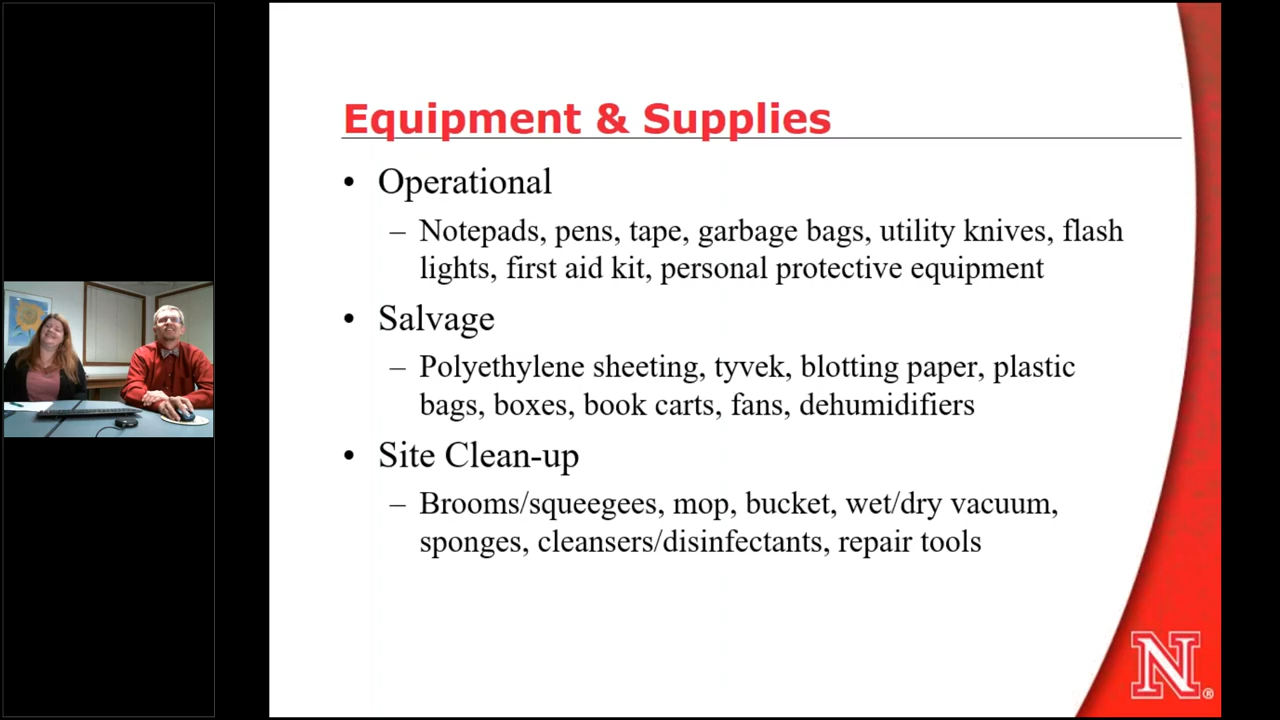 Equipment & Supplies
• Operational
– Notepads, pens, tape, garbage bags, utility knives, flash
lights, first aid kit, personal protective equipment
• Salvage
– Polyethylene sheeting, tyvek, blotting paper, plastic
bags, boxes, book carts, fans, dehumidifiers
• Site Clean-up
– Brooms/squeegees, mop, bucket, wet/dry vacuum,
sponges, cleansers/disinfectants, repair tools
N®